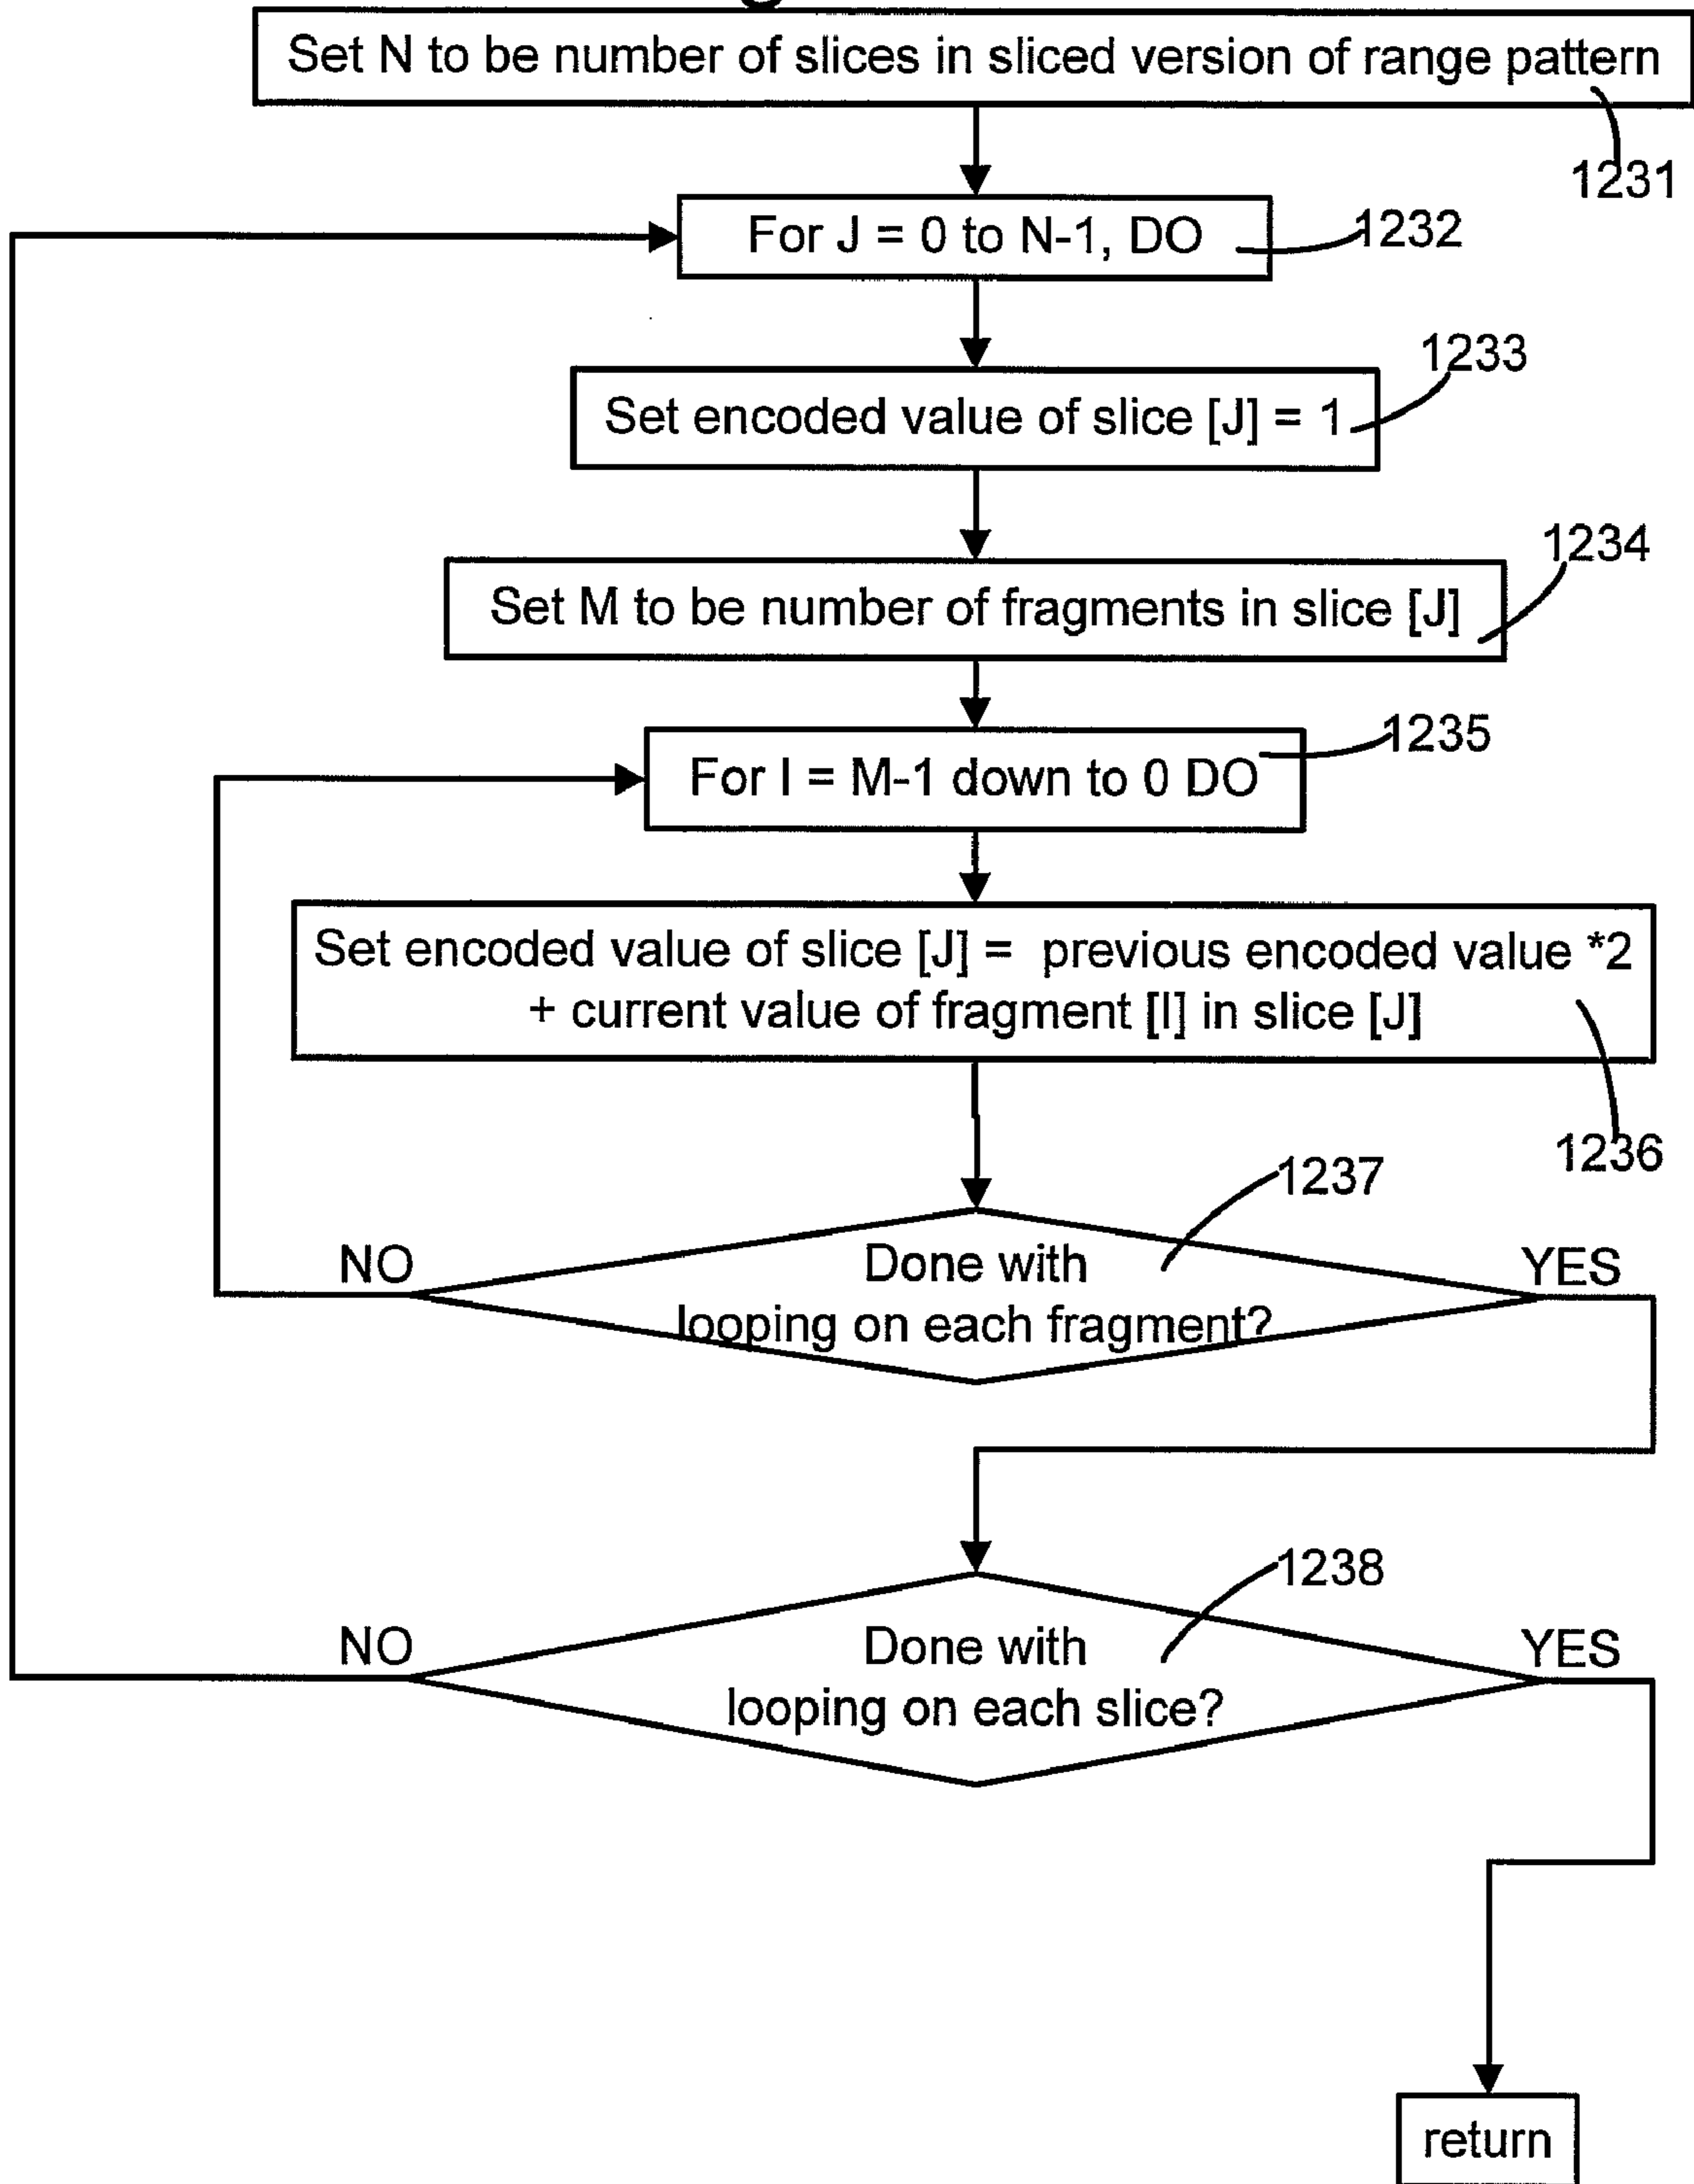 Set N to be number of slices in sliced version of range pattern
1231
For J = 0 to N-1, DO
1232
1233
Set encoded value of slice [J] = 1
1234
Set M to be number of fragments in slice [J]
1235
For I = M-1 down to 0 DO
Set encoded value of slice [J] = previous encoded value *2
+ current value of fragment [I] in slice [J]
1236
1237
NO
Done with
YES
looping on each fragment?
1238
NO
Done with
YES
looping on each slice?
return